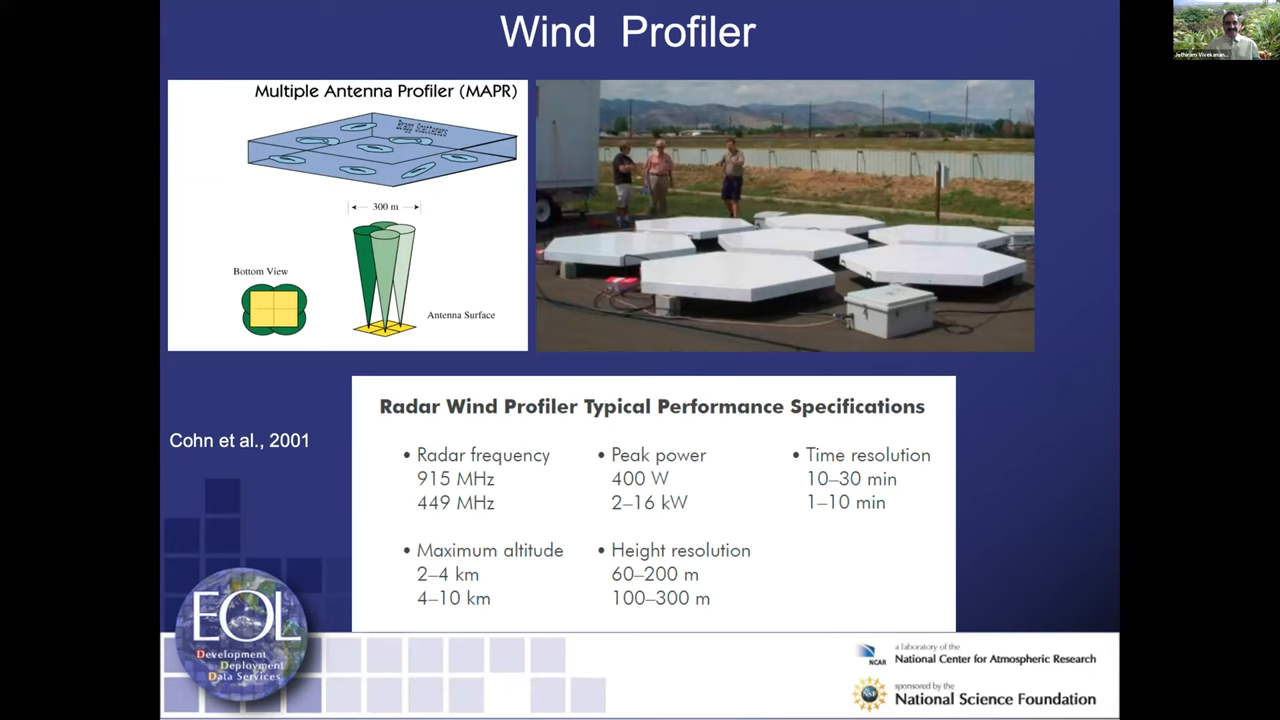 Wind Profiler
Multiple Antenna Profiler (MAPR)
Bragg Scatterers
300 m
Bottom View
Antenna Surface
Cohn et al., 2001
Radar Wind Profiler Typical Performance Specifications
• Radar frequency
915 MHz
449 MHz
• Peak power
400 W
2–16 kW
• Time resolution
10–30 min
1–10 min
• Maximum altitude
2–4 km
4–10 km
• Height resolution
60–200 m
100–300 m
EOL
Development
Deployment
Data Services
NCAR
a laboratory of the
National Center for Atmospheric Research
NSF
sponsored by the
National Science Foundation